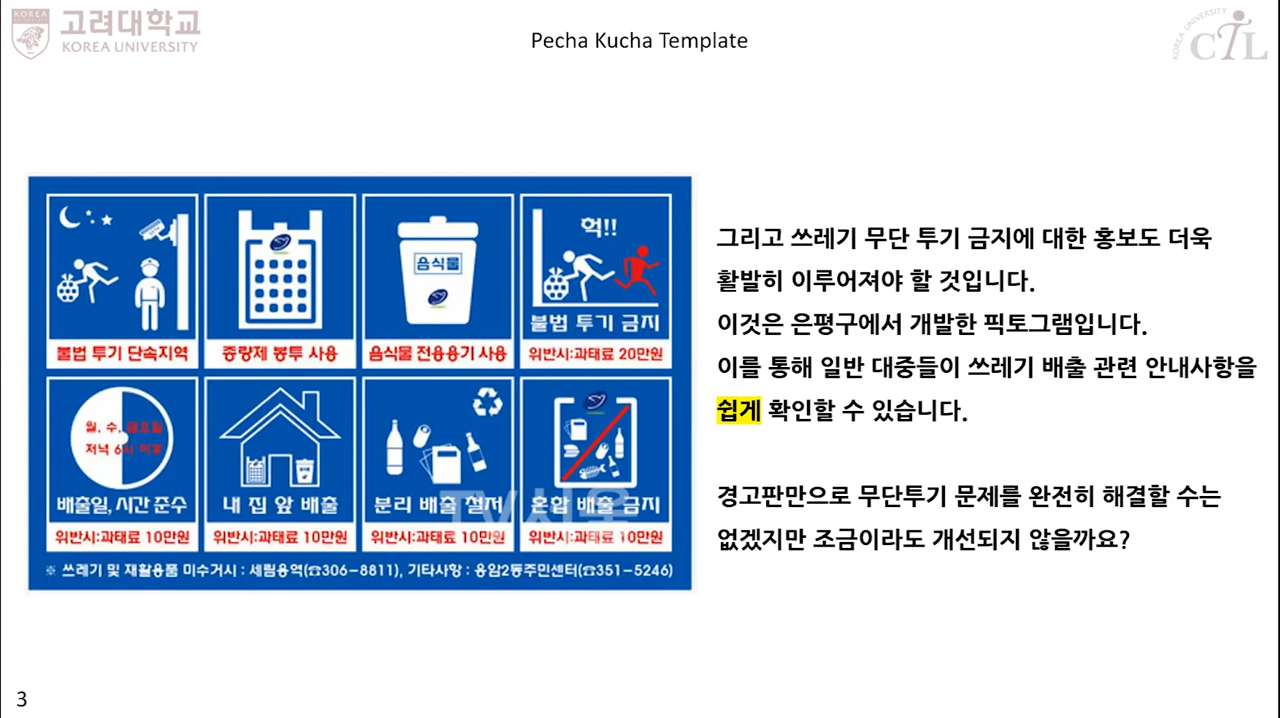 KOREA
고려대학교
KOREA UNIVERSITY
Pecha Kucha Template
KOREA UNIVERSITY
CTL
불법 투기 단속지역
종량제 봉투 사용
음식물
음식물 전용용기 사용
헉!!
불법 투기 금지
위반시:과태료 20만원
월, 수, 금요일
저녁 6시 이후
배출일, 시간 준수
위반시:과태료 10만원
내 집 앞 배출
위반시:과태료 10만원
분리 배출 철저
위반시:과태료 10만원
혼합 배출 금지
위반시:과태료 10만원
TV서울
※ 쓰레기 및 재활용품 미수거시 : 세림용역(☎306-8811), 기타사항 : 응암2동주민센터(☎351-5246)
그리고 쓰레기 무단 투기 금지에 대한 홍보도 더욱
활발히 이루어져야 할 것입니다.
이것은 은평구에서 개발한 픽토그램입니다.
이를 통해 일반 대중들이 쓰레기 배출 관련 안내사항을
쉽게 확인할 수 있습니다.
경고판만으로 무단투기 문제를 완전히 해결할 수는
없겠지만 조금이라도 개선되지 않을까요?
3